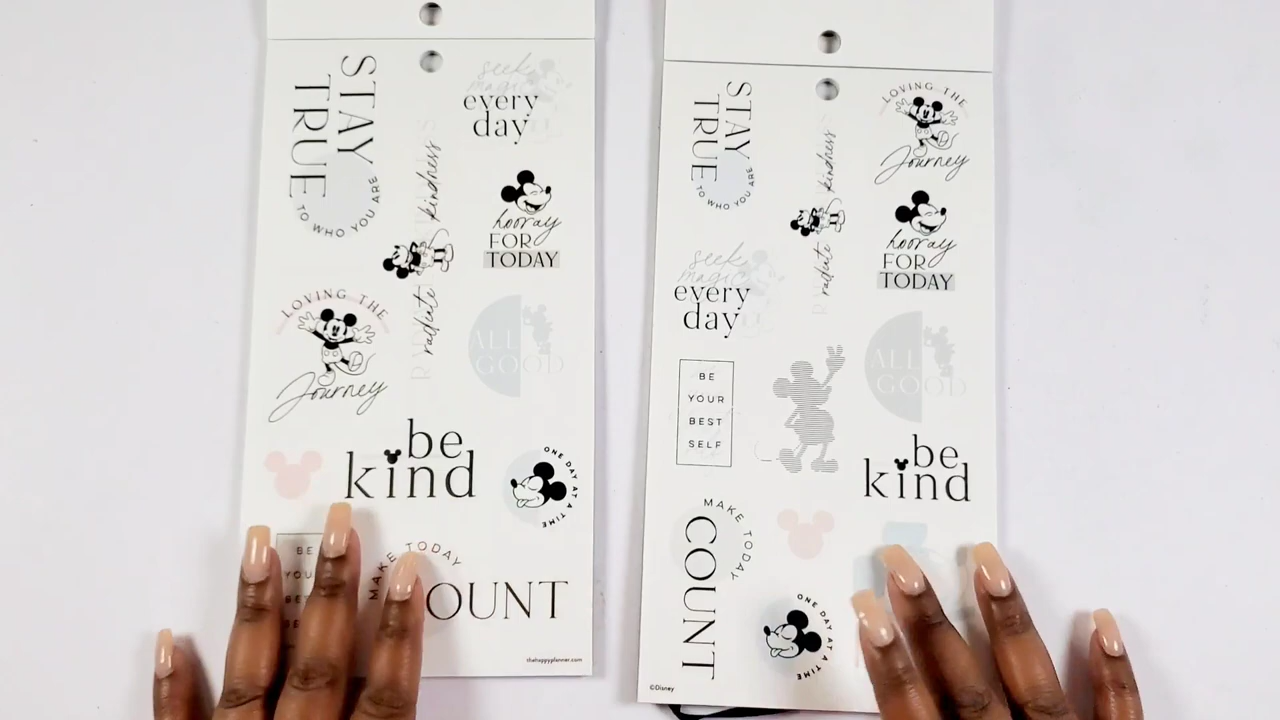 STAY
TRUE
TO WHO YOU ARE
seek
magic
every
day
radiate kindness
hooray
FOR
TODAY
LOVING THE
Journey
ALL
GOOD
be
kind
ONE DAY AT A TIME
BE
YOU
MAKE TODAY
OUNT
thehappyplanner.com
STAY
TRUE
TO WHO YOU ARE
radiate kindness
LOVING THE
Journey
hooray
FOR
TODAY
seek
magic
every
day
ALL
GOOD
BE
YOUR
BEST
SELF
be
kind
MAKE TODAY
COUNT
ONE DAY AT A TIME
©Disney